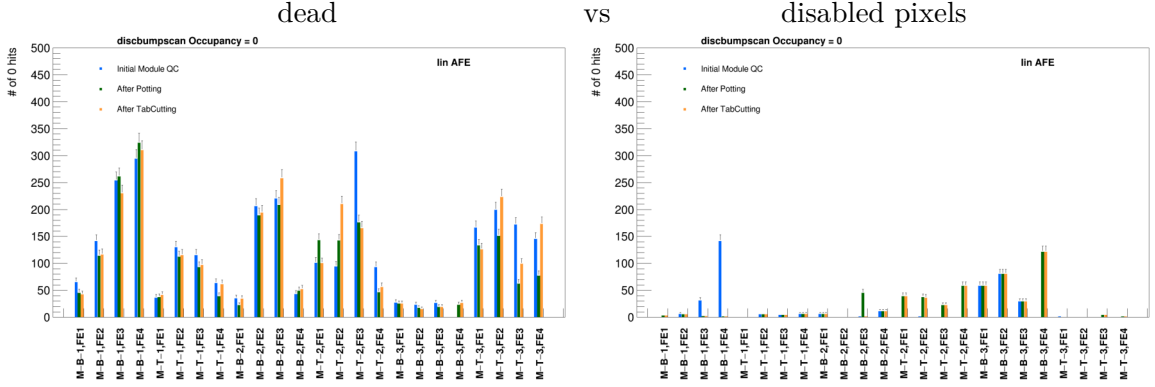 dead vs disabled pixels
discbumpscan Occupancy = 0
# of 0 hits
lin AFE
Initial Module QC
After Potting
After TabCutting
500
450
400
350
300
250
200
150
100
50
0
M-B-1,FE1
M-B-1,FE2
M-B-1,FE3
M-B-1,FE4
M-T-1,FE1
M-T-1,FE2
M-T-1,FE3
M-T-1,FE4
M-B-2,FE1
M-B-2,FE2
M-B-2,FE3
M-B-2,FE4
M-T-2,FE1
M-T-2,FE2
M-T-2,FE3
M-T-2,FE4
M-B-3,FE1
M-B-3,FE2
M-B-3,FE3
M-B-3,FE4
M-T-3,FE1
M-T-3,FE2
M-T-3,FE3
M-T-3,FE4
discbumpscan Occupancy = 0
# of 0 hits
lin AFE
Initial Module QC
After Potting
After TabCutting
500
450
400
350
300
250
200
150
100
50
0
M-B-1,FE1
M-B-1,FE2
M-B-1,FE3
M-B-1,FE4
M-T-1,FE1
M-T-1,FE2
M-T-1,FE3
M-T-1,FE4
M-B-2,FE1
M-B-2,FE2
M-B-2,FE3
M-B-2,FE4
M-T-2,FE1
M-T-2,FE2
M-T-2,FE3
M-T-2,FE4
M-B-3,FE1
M-B-3,FE2
M-B-3,FE3
M-B-3,FE4
M-T-3,FE1
M-T-3,FE2
M-T-3,FE3
M-T-3,FE4